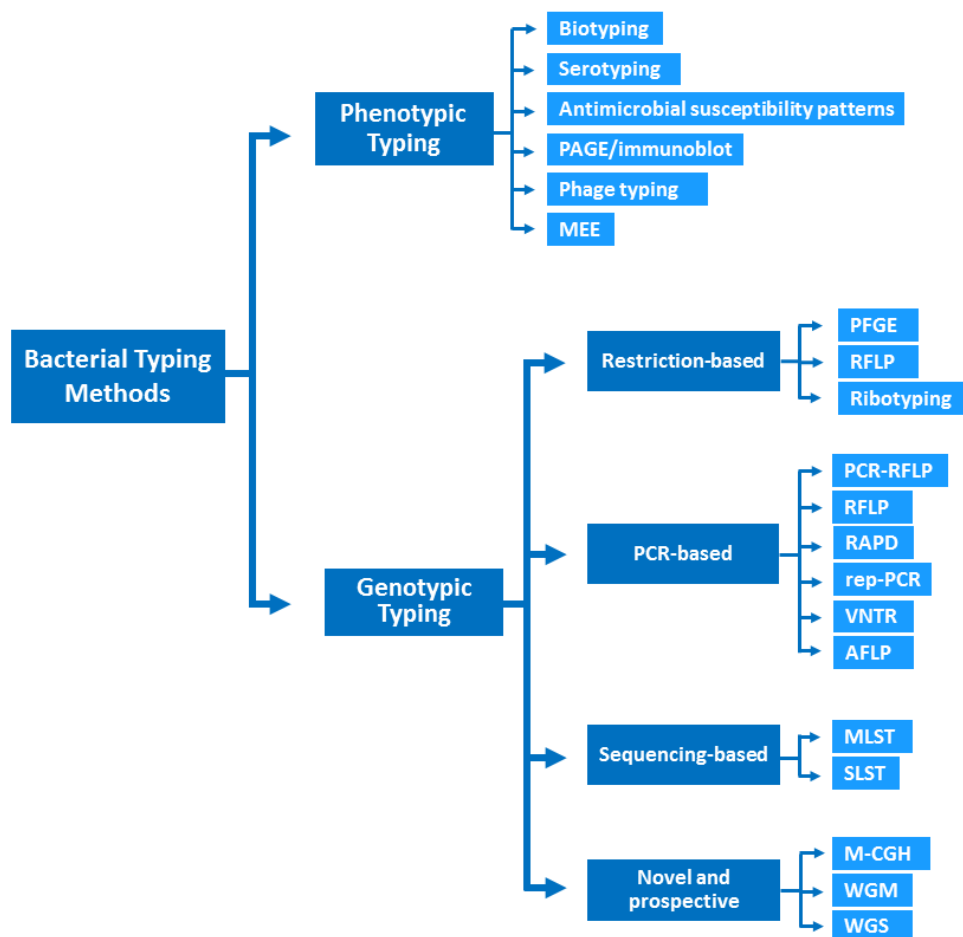 Bacterial Typing
Methods
Phenotypic
Typing
Biotyping
Serotyping
Antimicrobial susceptibility patterns
PAGE/immunoblot
Phage typing
MEE
Genotypic
Typing
Restriction-based
PFGE
RFLP
Ribotyping
PCR-based
PCR-RFLP
RFLP
RAPD
rep-PCR
VNTR
AFLP
Sequencing-based
MLST
SLST
Novel and
prospective
M-CGH
WGM
WGS